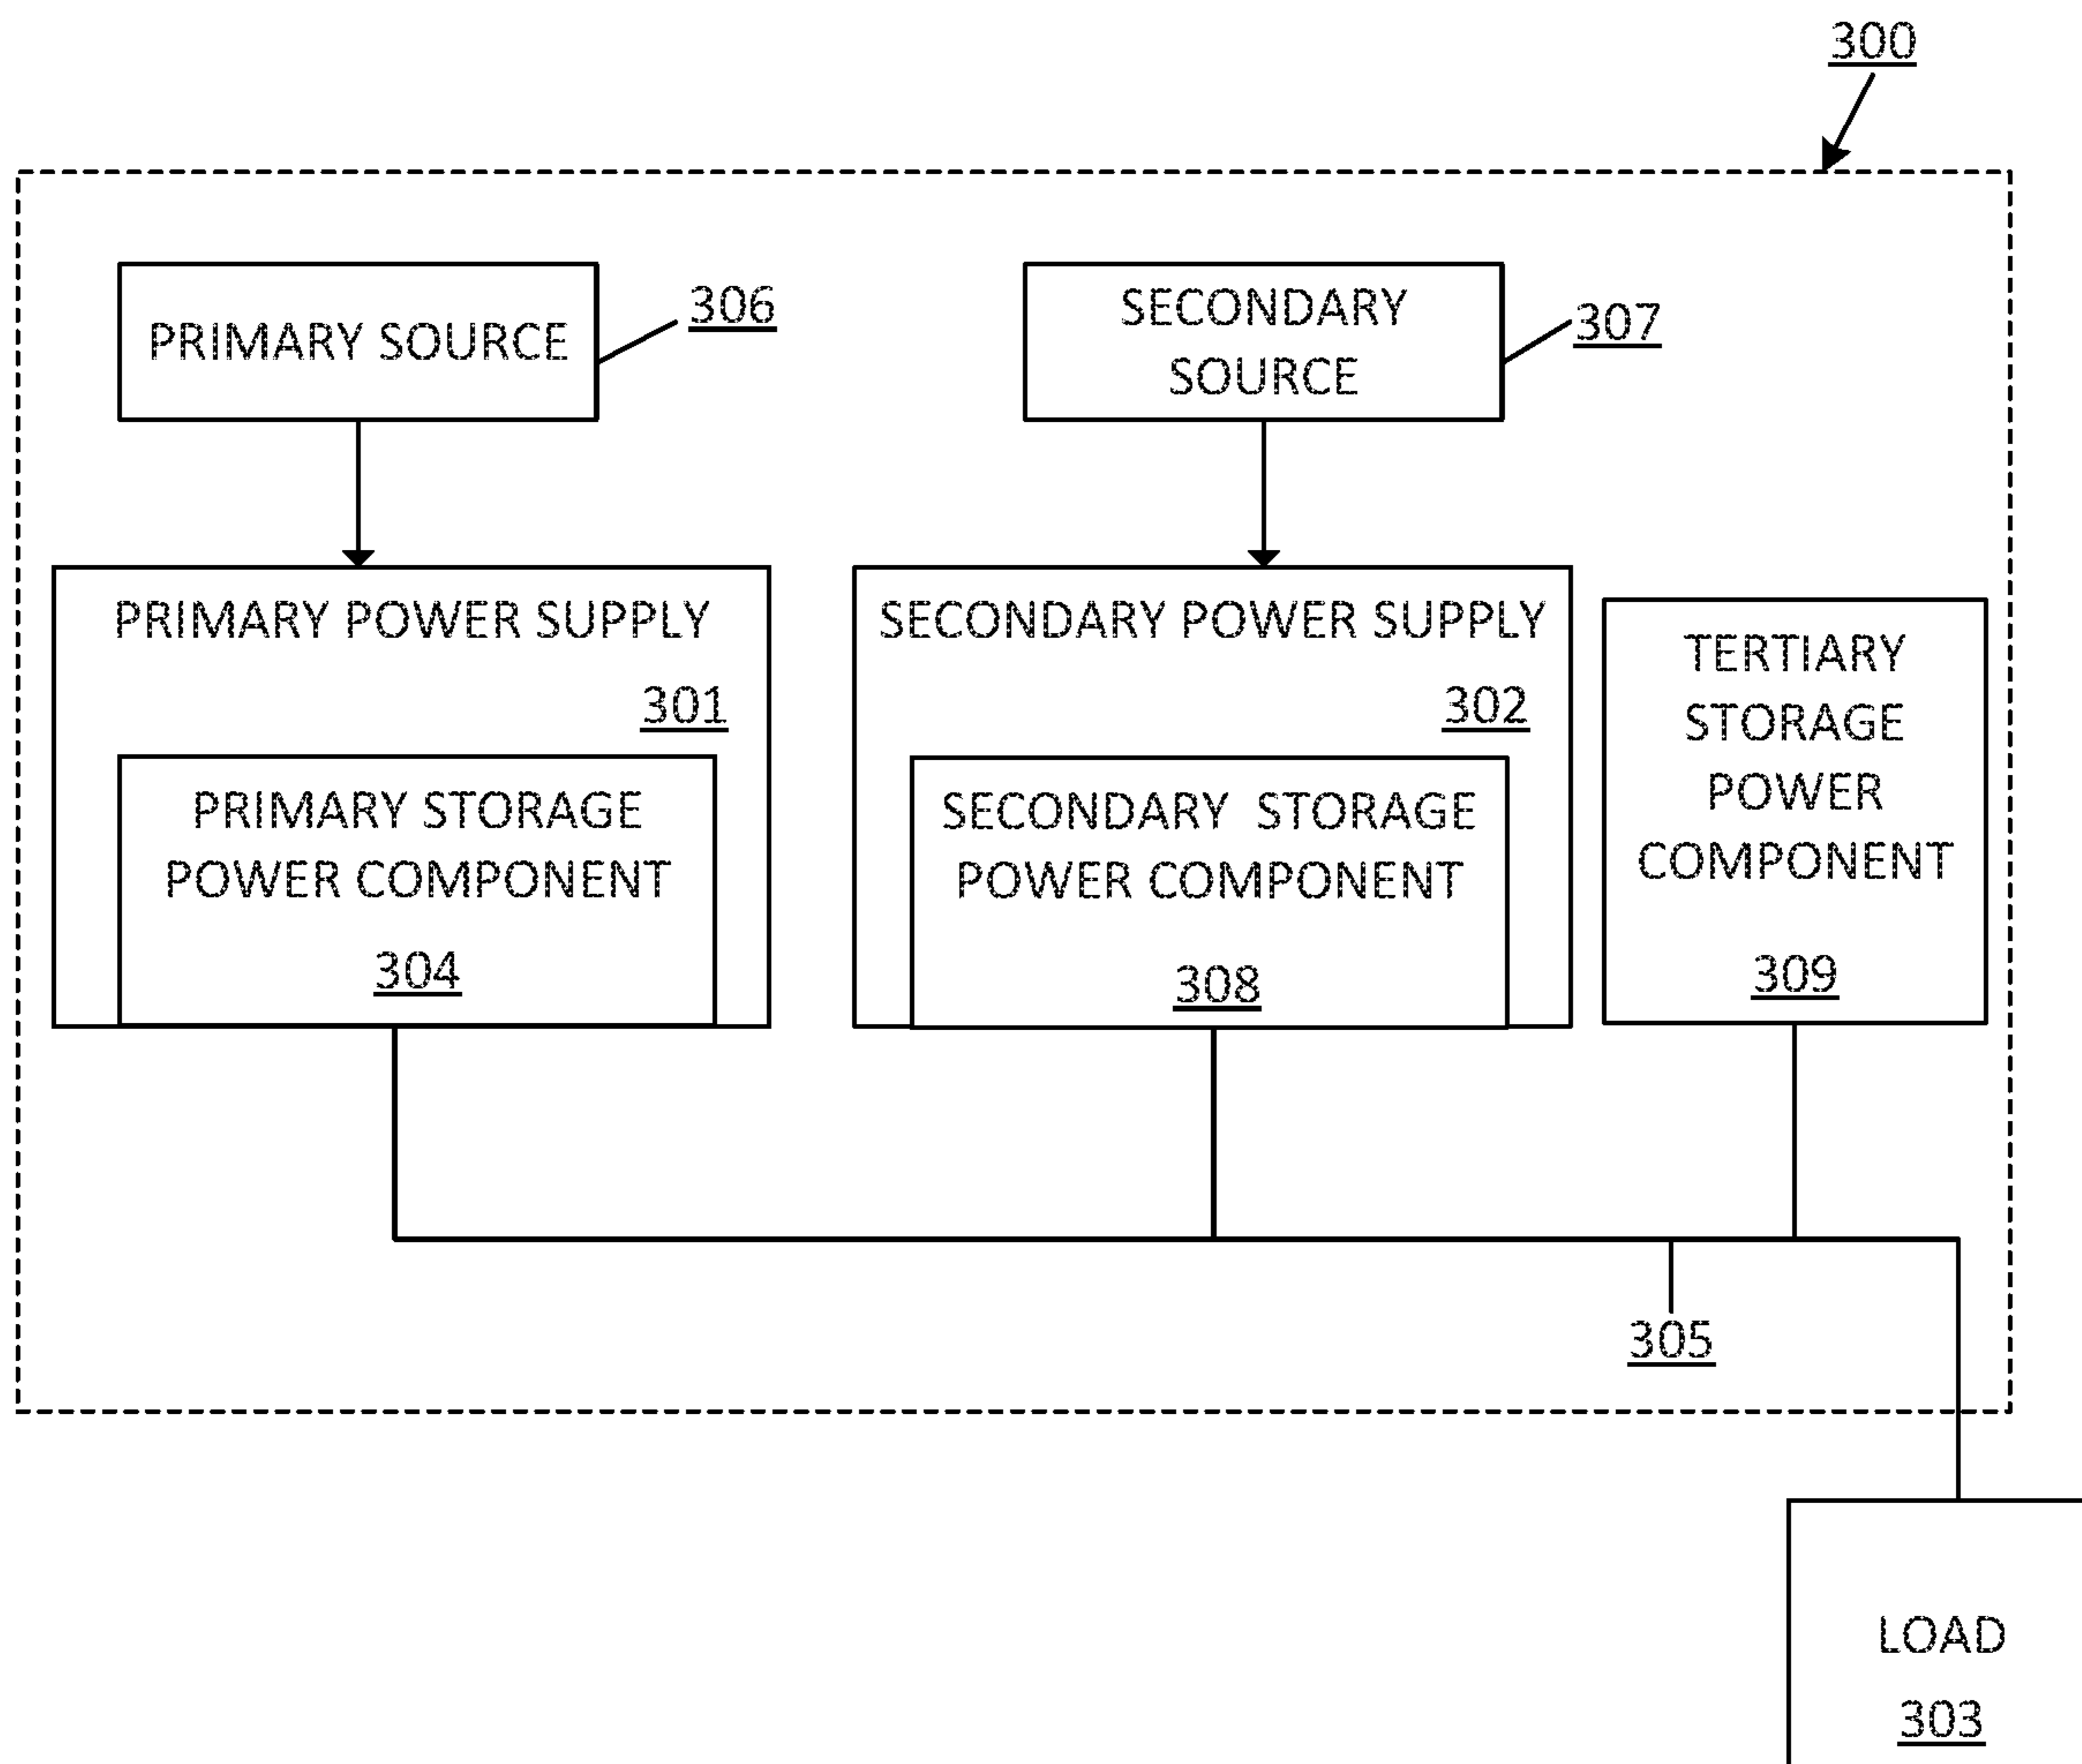 300
PRIMARY SOURCE
306
SECONDARY
SOURCE
307
PRIMARY POWER SUPPLY
301
PRIMARY STORAGE
POWER COMPONENT
304
SECONDARY POWER SUPPLY
302
SECONDARY STORAGE
POWER COMPONENT
308
TERTIARY
STORAGE
POWER
COMPONENT
309
305
LOAD
303